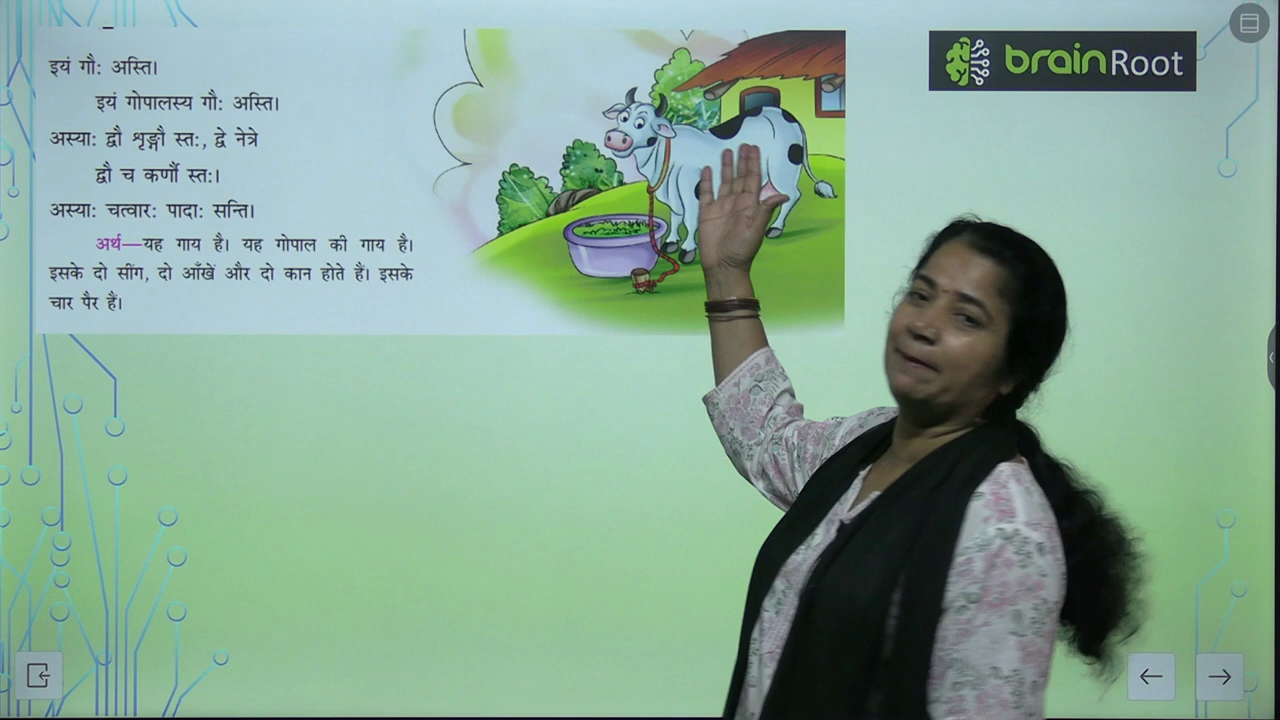 इयं गौः अस्ति।
इयं गोपालस्य गौः अस्ति।
अस्याः द्वौ शृङ्गौ स्तः, द्वे नेत्रे
द्वौ च कर्णौ स्तः।
अस्याः चत्वारः पादाः सन्ति।
अर्थ—यह गाय है। यह गोपाल की गाय है।
इसके दो सींग, दो आँखें और दो कान होते हैं। इसके
चार पैर हैं।
brainRoot